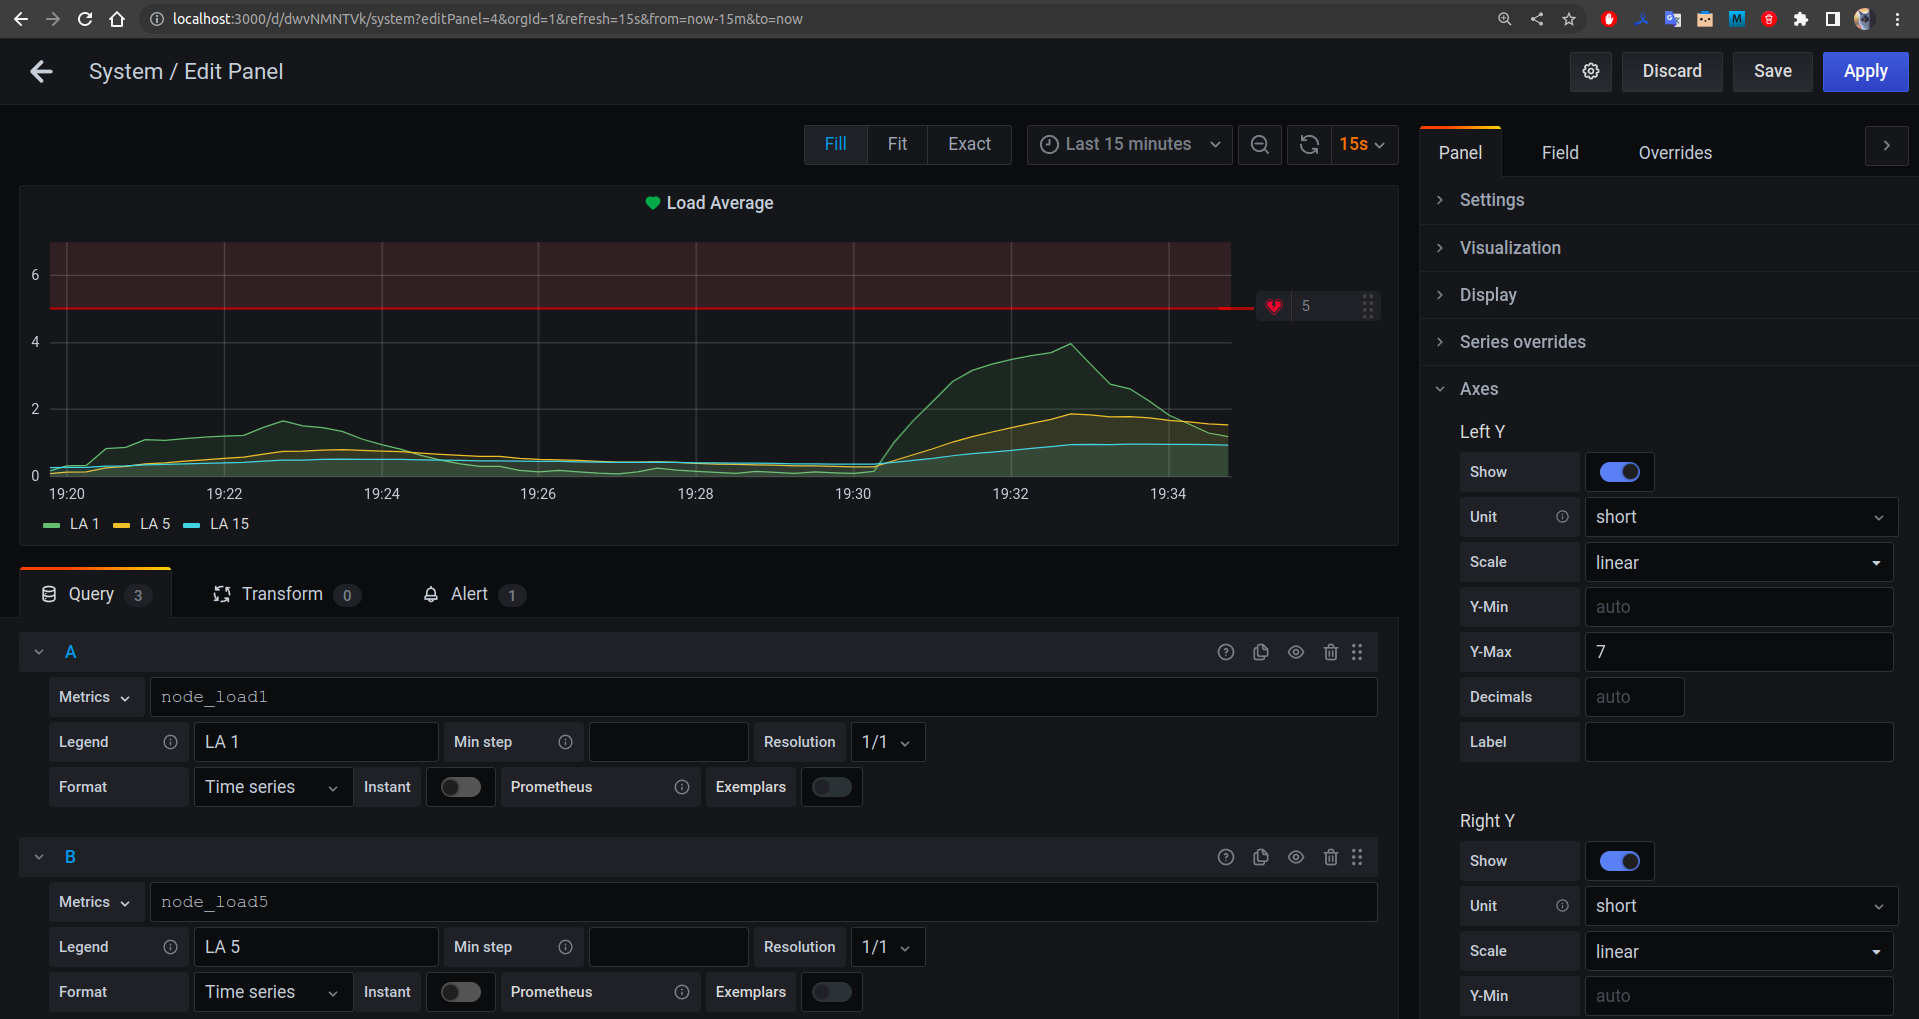 localhost:3000/d/dwvNMNTVk/system?editPanel=4&orgId=1&refresh=15s&from=now-15m&to=now
System / Edit Panel
Discard Save Apply
Fill Fit Exact Last 15 minutes 15s
Panel Field Overrides
Load Average
6
5
4
2
0
19:20 19:22 19:24 19:26 19:28 19:30 19:32 19:34
LA 1 LA 5 LA 15
Query 3 Transform 0 Alert 1
A
Metrics node_load1
Legend LA 1 Min step Resolution 1/1
Format Time series Instant Prometheus Exemplars
B
Metrics node_load5
Legend LA 5 Min step Resolution 1/1
Format Time series Instant Prometheus Exemplars
Settings
Visualization
Display
Series overrides
Axes
Left Y
Show
Unit short
Scale linear
Y-Min auto
Y-Max 7
Decimals auto
Label
Right Y
Show
Unit short
Scale linear
Y-Min auto